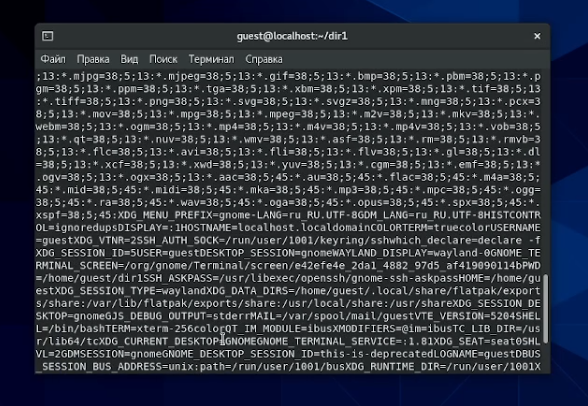 guest@localhost:~/dir1
Файл Правка Вид Поиск Терминал Справка
;13:*.mjpg=38;5;13:*.mjpeg=38;5;13:*.gif=38;5;13:*.bmp=38;5;13:*.pbm=38;5;13:*.p
gm=38;5;13:*.ppm=38;5;13:*.tga=38;5;13:*.xbm=38;5;13:*.xpm=38;5;13:*.tif=38;5;13
:*.tiff=38;5;13:*.png=38;5;13:*.svg=38;5;13:*.svgz=38;5;13:*.mng=38;5;13:*.pcx=3
8;5;13:*.mov=38;5;13:*.mpg=38;5;13:*.mpeg=38;5;13:*.m2v=38;5;13:*.mkv=38;5;13:*.
webm=38;5;13:*.ogm=38;5;13:*.mp4=38;5;13:*.m4v=38;5;13:*.mp4v=38;5;13:*.vob=38;5
;13:*.qt=38;5;13:*.nuv=38;5;13:*.wmv=38;5;13:*.asf=38;5;13:*.rm=38;5;13:*.rmvb=3
8;5;13:*.flc=38;5;13:*.avi=38;5;13:*.fli=38;5;13:*.flv=38;5;13:*.gl=38;5;13:*.dl
=38;5;13:*.xcf=38;5;13:*.xwd=38;5;13:*.yuv=38;5;13:*.cgm=38;5;13:*.emf=38;5;13:*
.ogv=38;5;13:*.ogx=38;5;13:*.aac=38;5;45:*.au=38;5;45:*.flac=38;5;45:*.m4a=38;5;
45:*.mid=38;5;45:*.midi=38;5;45:*.mka=38;5;45:*.mp3=38;5;45:*.mpc=38;5;45:*.ogg=
38;5;45:*.ra=38;5;45:*.wav=38;5;45:*.oga=38;5;45:*.opus=38;5;45:*.spx=38;5;45:*.
xspf=38;5;45:XDG_MENU_PREFIX=gnome-LANG=ru_RU.UTF-8GDM_LANG=ru_RU.UTF-8HISTCONTR
OL=ignoredupsDISPLAY=:1HOSTNAME=localhost.localdomainCOLORTERM=truecolorUSERNAME
=guestXDG_VTNR=2SSH_AUTH_SOCK=/run/user/1001/keyring/sshwhich_declare=declare -f
XDG_SESSION_ID=5USER=guestDESKTOP_SESSION=gnomeWAYLAND_DISPLAY=wayland-0GNOME_TE
RMINAL_SCREEN=/org/gnome/Terminal/screen/e42efe4e_2da1_4882_97d5_af419090114bPWD
=/home/guest/dir1SSH_ASKPASS=/usr/libexec/openssh/gnome-ssh-askpassHOME=/home/gu
estXDG_SESSION_TYPE=waylandXDG_DATA_DIRS=/home/guest/.local/share/flatpak/export
s/share:/var/lib/flatpak/exports/share:/usr/local/share:/usr/shareXDG_SESSION_DE
SKTOP=gnomeGJS_DEBUG_OUTPUT=stderrMAIL=/var/spool/mail/guestVTE_VERSION=5204SHEL
L=/bin/bashTERM=xterm-256colorQT_IM_MODULE=ibusXMODIFIERS=@im=ibusTC_LIB_DIR=/us
r/lib64/tcXDG_CURRENT_DESKTOP=GNOMEGNOME_TERMINAL_SERVICE=:1.81XDG_SEAT=seat0SHL
VL=2GDMSESSION=gnomeGNOME_DESKTOP_SESSION_ID=this-is-deprecatedLOGNAME=guestDBUS
_SESSION_BUS_ADDRESS=unix:path=/run/user/1001/busXDG_RUNTIME_DIR=/run/user/1001X